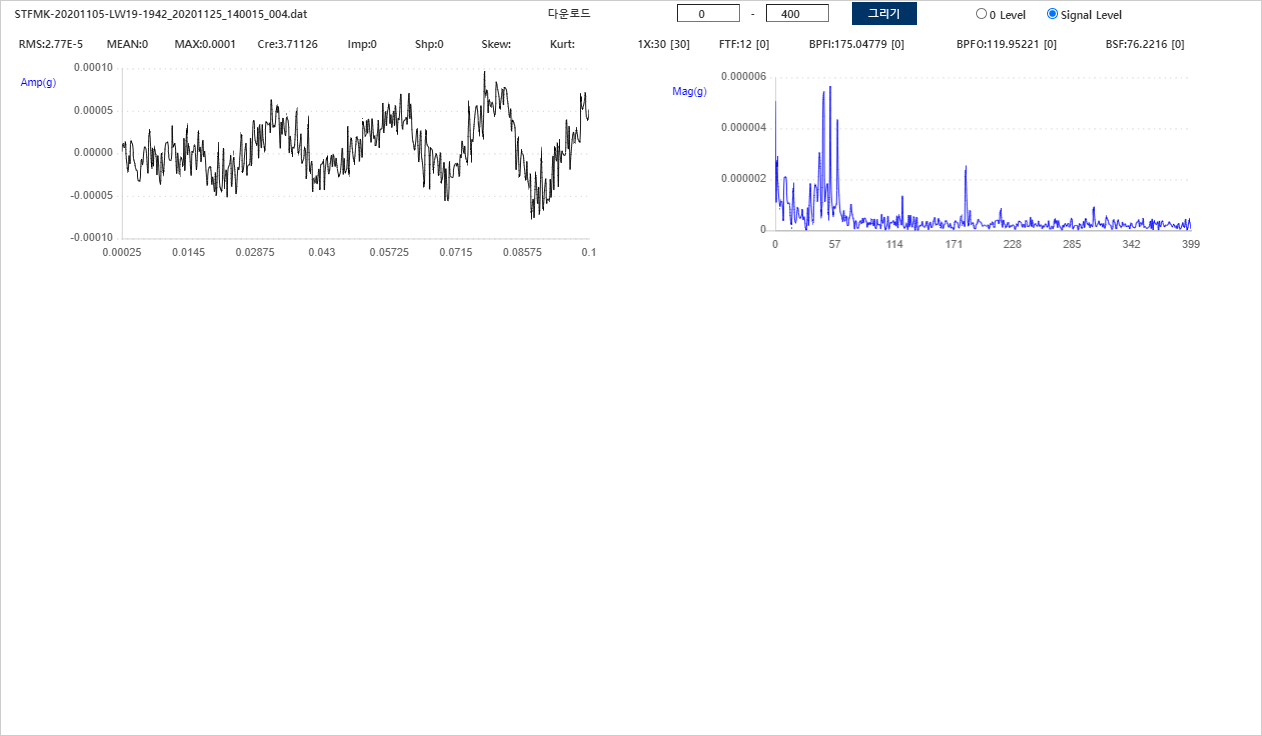 STFMK-20201105-LW19-1942_20201125_140015_004.dat 다운로드 0 - 400 그리기 0 Level Signal Level
RMS:2.77E-5 MEAN:0 MAX:0.0001 Cre:3.71126 Imp:0 Shp:0 Skew: Kurt: 1X:30 [30] FTF:12 [0] BPFI:175.04779 [0] BPFO:119.95221 [0] BSF:76.2216 [0]
Amp(g)
0.00010
0.00005
0.00000
-0.00005
-0.00010
0.00025 0.0145 0.02875 0.043 0.05725 0.0715 0.08575 0.1
Mag(g)
0.000006
0.000004
0.000002
0
0 57 114 171 228 285 342 399